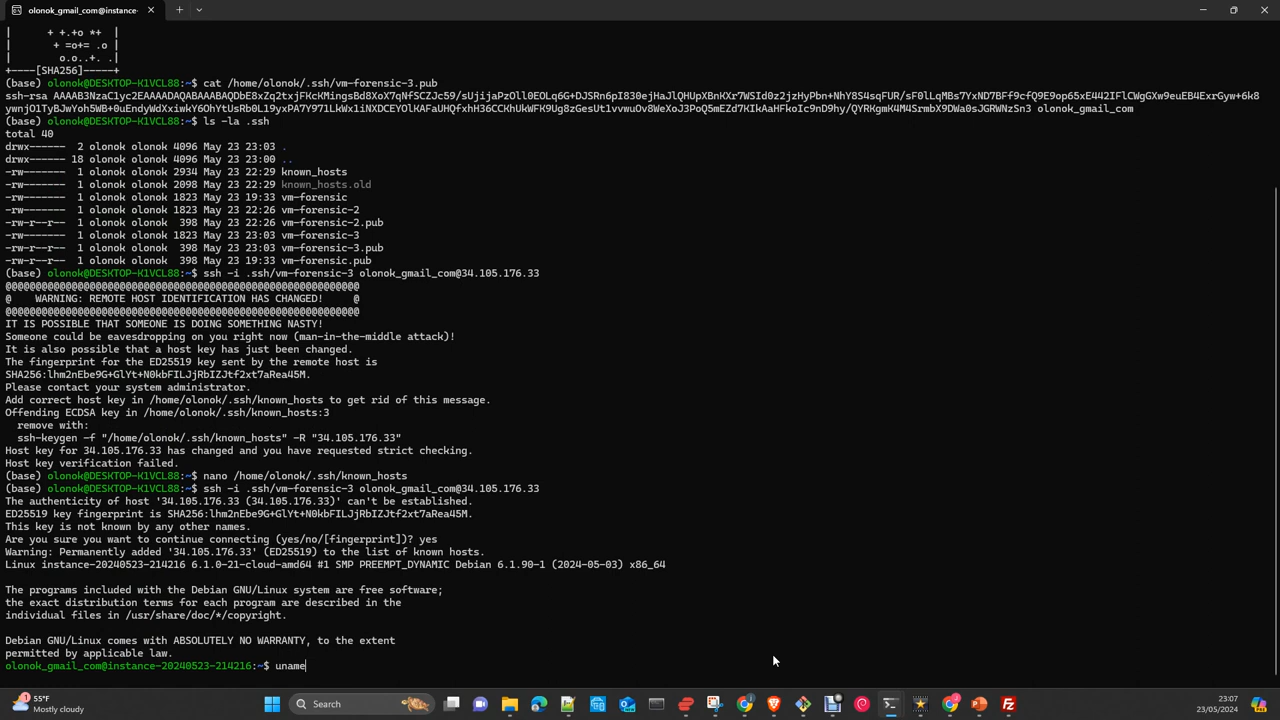 olonok_gmail_com@instance-
|      + +.+o *+  |
|       + =o+= .o |
|        o.o..+. .|
+----[SHA256]-----+
(base) olonok@DESKTOP-K1VCL88:~$ cat /home/olonok/.ssh/vm-forensic-3.pub
(base) olonok@DESKTOP-K1VCL88:~$ ls -la .ssh
total 40
drwx------  2 olonok olonok 4096 May 23 23:03 .
drwx------ 18 olonok olonok 4096 May 23 23:00 ..
-rw-------  1 olonok olonok 2934 May 23 22:29 known_hosts
-rw-------  1 olonok olonok 2098 May 23 22:29 known_hosts.old
-rw-------  1 olonok olonok 1823 May 23 19:33 vm-forensic
-rw-------  1 olonok olonok 1823 May 23 22:26 vm-forensic-2
-rw-r--r--  1 olonok olonok  398 May 23 22:26 vm-forensic-2.pub
-rw-------  1 olonok olonok 1823 May 23 23:03 vm-forensic-3
-rw-r--r--  1 olonok olonok  398 May 23 23:03 vm-forensic-3.pub
-rw-r--r--  1 olonok olonok  398 May 23 19:33 vm-forensic.pub
(base) olonok@DESKTOP-K1VCL88:~$ ssh -i .ssh/vm-forensic-3 olonok_gmail_com@34.105.176.33
@@@@@@@@@@@@@@@@@@@@@@@@@@@@@@@@@@@@@@@@@@@@@@@@@@@@@@@@@@@
@    WARNING: REMOTE HOST IDENTIFICATION HAS CHANGED!     @
@@@@@@@@@@@@@@@@@@@@@@@@@@@@@@@@@@@@@@@@@@@@@@@@@@@@@@@@@@@
IT IS POSSIBLE THAT SOMEONE IS DOING SOMETHING NASTY!
Someone could be eavesdropping on you right now (man-in-the-middle attack)!
It is also possible that a host key has just been changed.
The fingerprint for the ED25519 key sent by the remote host is
SHA256:lhm2nEbe9G+GlYt+N0kbFILJjRbIZJtf2xt7aRea45M.
Please contact your system administrator.
Add correct host key in /home/olonok/.ssh/known_hosts to get rid of this message.
Offending ECDSA key in /home/olonok/.ssh/known_hosts:3
  remove with:
  ssh-keygen -f "/home/olonok/.ssh/known_hosts" -R "34.105.176.33"
Host key for 34.105.176.33 has changed and you have requested strict checking.
Host key verification failed.
(base) olonok@DESKTOP-K1VCL88:~$ nano /home/olonok/.ssh/known_hosts
(base) olonok@DESKTOP-K1VCL88:~$ ssh -i .ssh/vm-forensic-3 olonok_gmail_com@34.105.176.33
The authenticity of host '34.105.176.33 (34.105.176.33)' can't be established.
ED25519 key fingerprint is SHA256:lhm2nEbe9G+GlYt+N0kbFILJjRbIZJtf2xt7aRea45M.
This key is not known by any other names.
Are you sure you want to continue connecting (yes/no/[fingerprint])? yes
Warning: Permanently added '34.105.176.33' (ED25519) to the list of known hosts.
Linux instance-20240523-214216 6.1.0-21-cloud-amd64 #1 SMP PREEMPT_DYNAMIC Debian 6.1.90-1 (2024-05-03) x86_64
The programs included with the Debian GNU/Linux system are free software;
the exact distribution terms for each program are described in the
individual files in /usr/share/doc/*/copyright.
Debian GNU/Linux comes with ABSOLUTELY NO WARRANTY, to the extent
permitted by applicable law.
olonok_gmail_com@instance-20240523-214216:~$ uname
55°F
Mostly cloudy
Search
23:07
23/05/2024